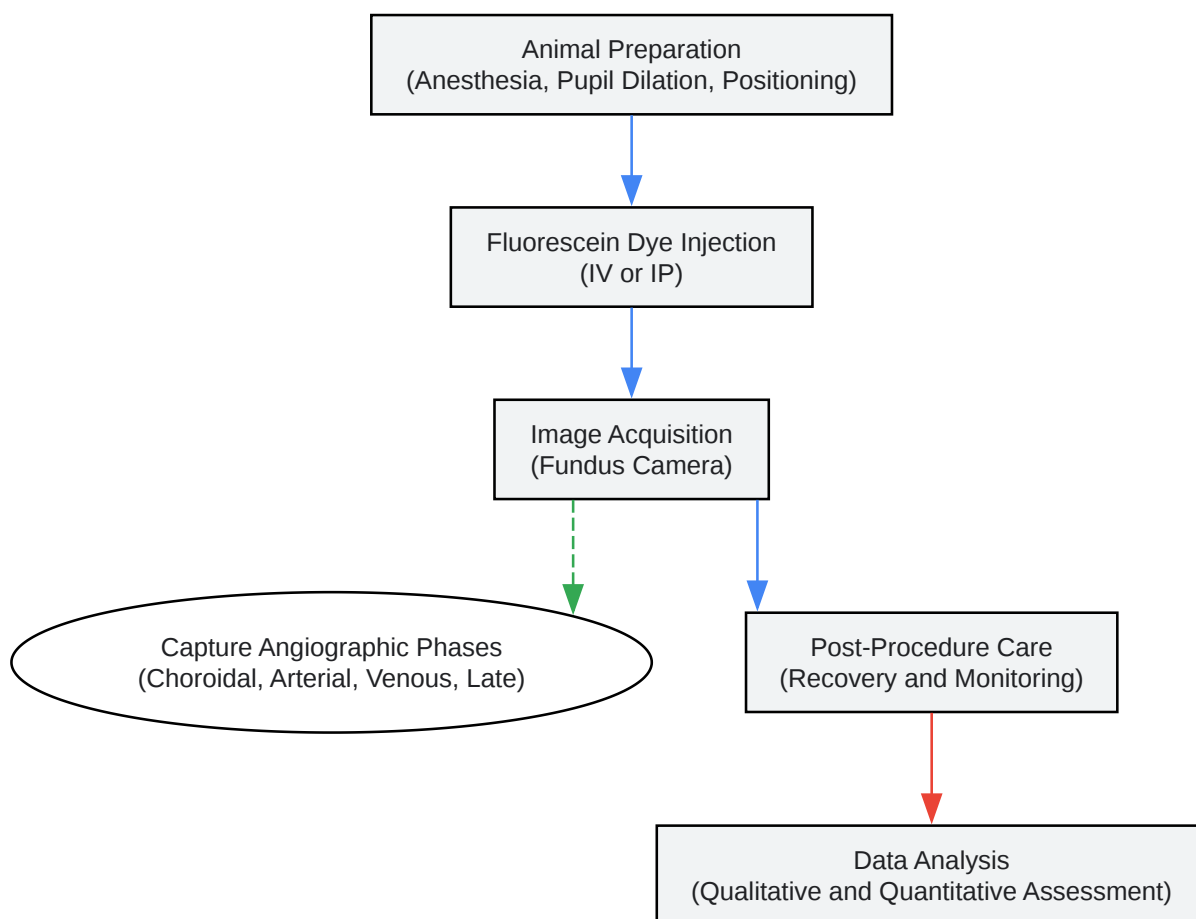 Animal Preparation
(Anesthesia, Pupil Dilation, Positioning)
Fluorescein Dye Injection
(IV or IP)
Image Acquisition
(Fundus Camera)
Capture Angiographic Phases
(Choroidal, Arterial, Venous, Late)
Post-Procedure Care
(Recovery and Monitoring)
Data Analysis
(Qualitative and Quantitative Assessment)